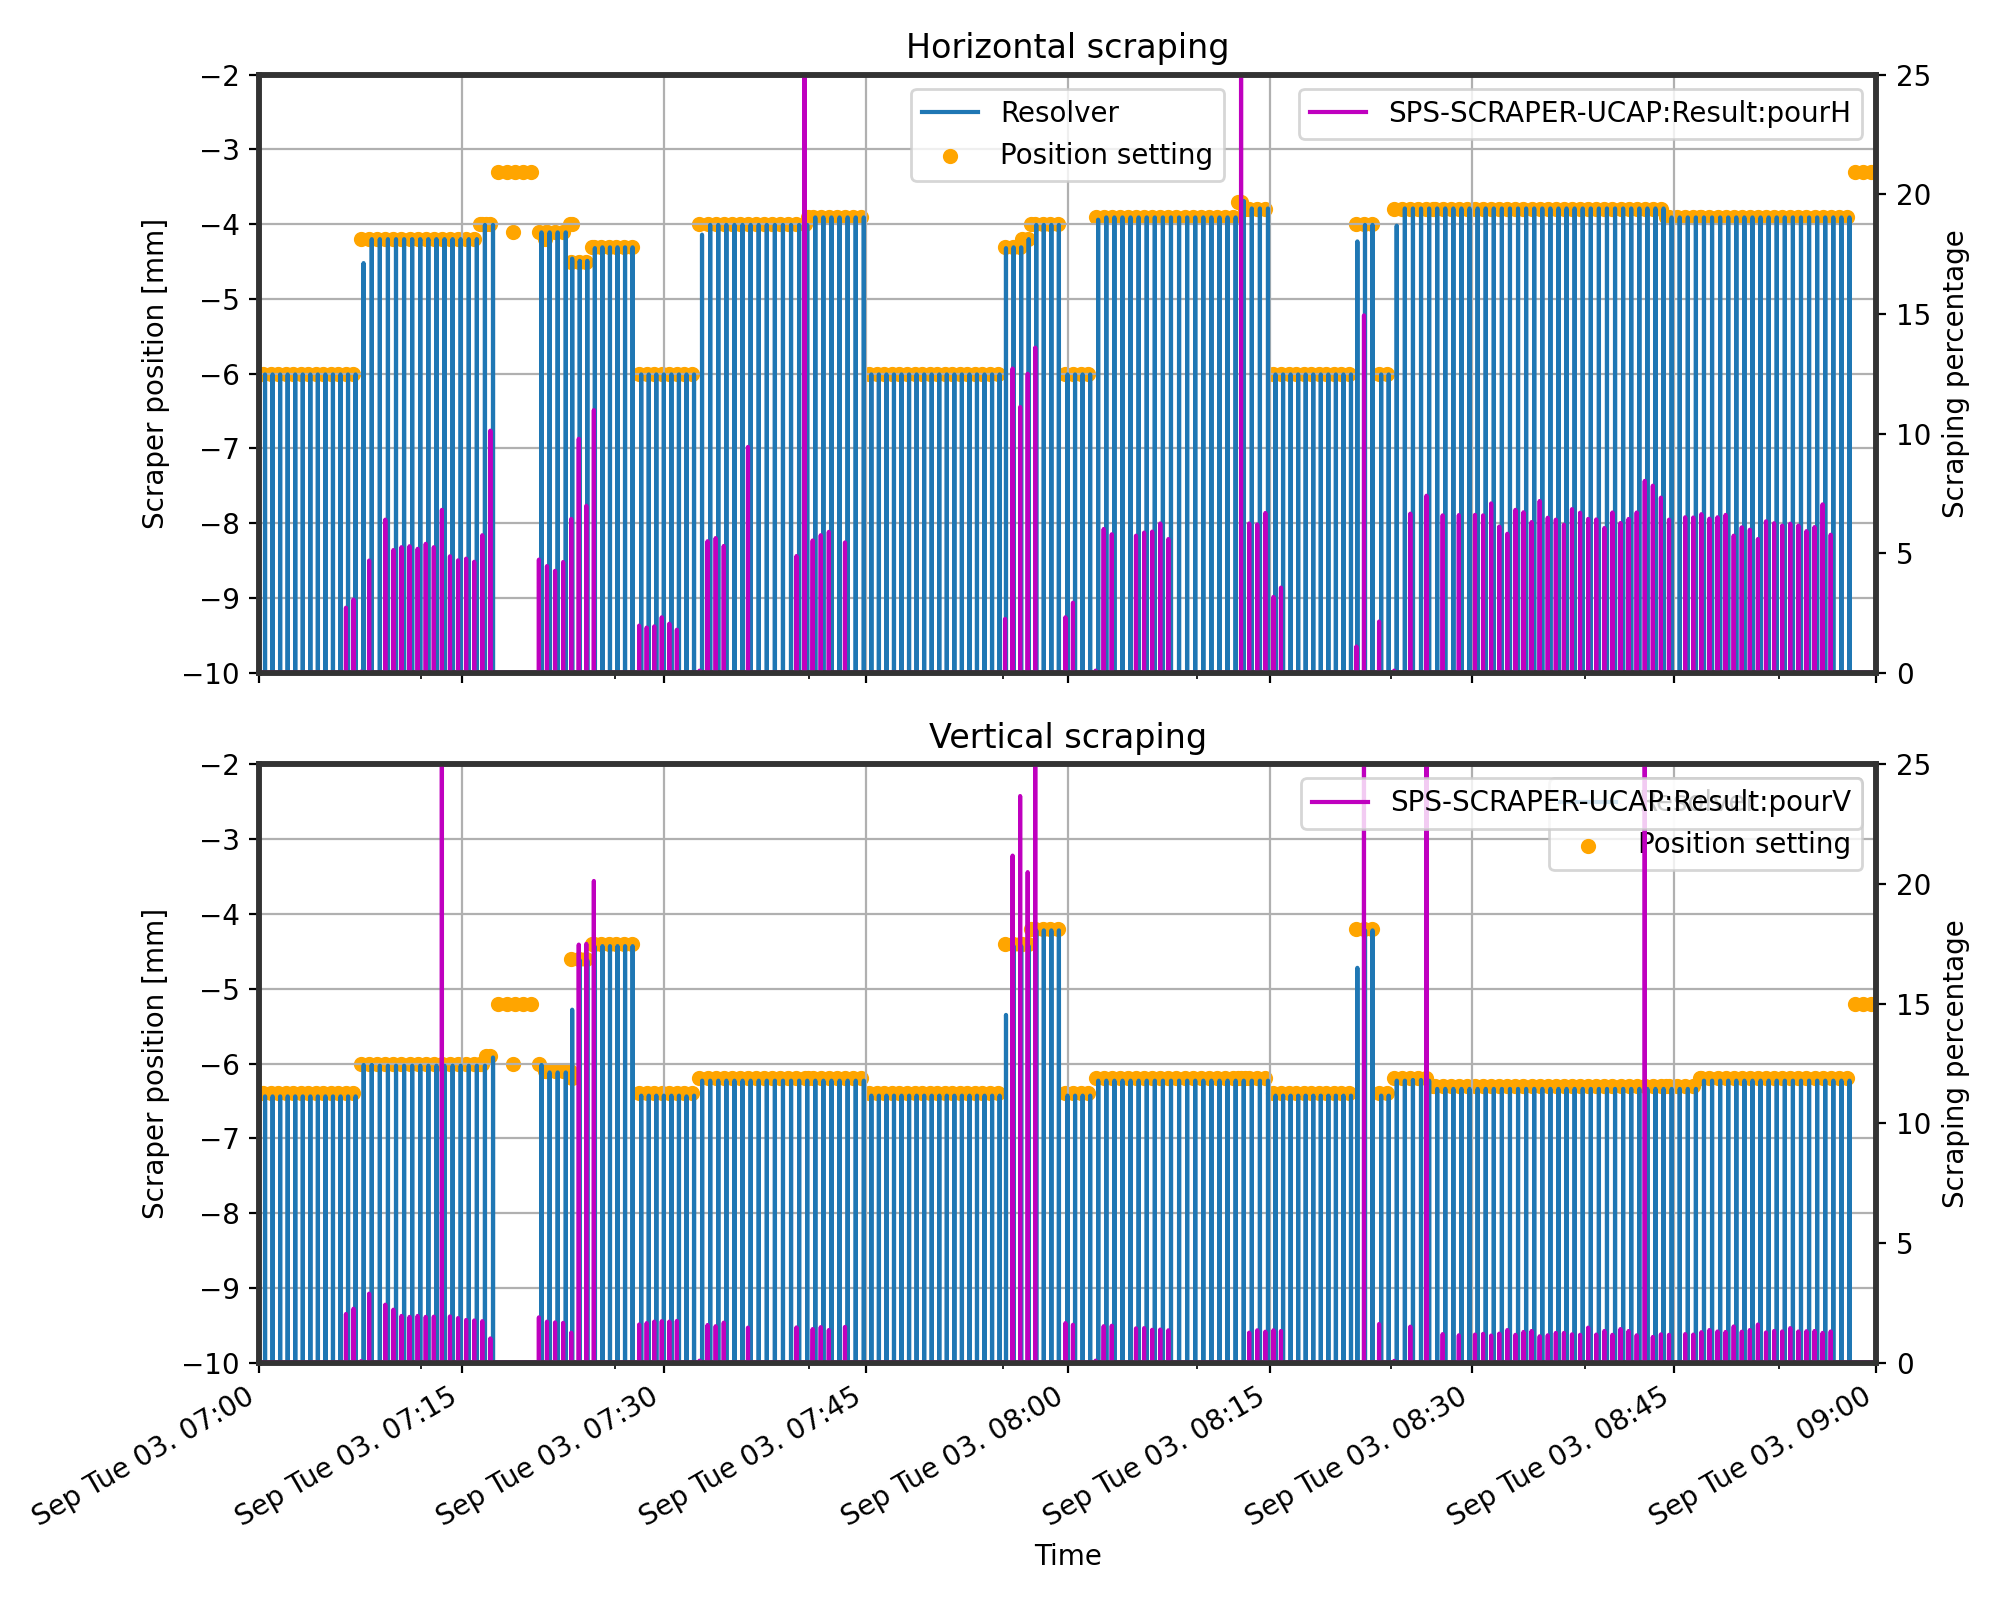 Horizontal scraping
−2
−3
−4
−5
−6
−7
−8
−9
−10
Scraper position [mm]
Resolver
Position setting
SPS-SCRAPER-UCAP:Result:pourH
25
20
15
10
5
0
Scraping percentage
Vertical scraping
−2
−3
−4
−5
−6
−7
−8
−9
−10
Scraper position [mm]
SPS-SCRAPER-UCAP:Result:pourV
Position setting
25
20
15
10
5
0
Scraping percentage
Sep Tue 03. 07:00
Sep Tue 03. 07:15
Sep Tue 03. 07:30
Sep Tue 03. 07:45
Sep Tue 03. 08:00
Sep Tue 03. 08:15
Sep Tue 03. 08:30
Sep Tue 03. 08:45
Sep Tue 03. 09:00
Time